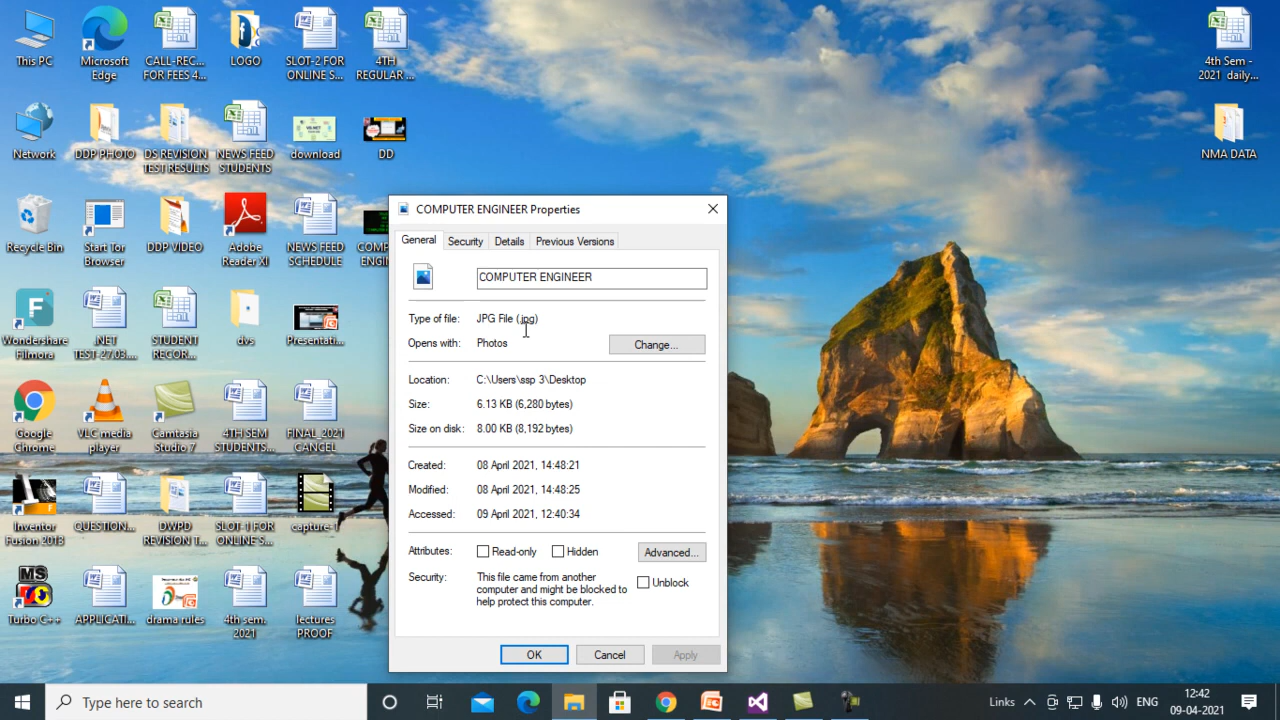 This PC
Microsoft
Edge
CALL-REC...
FOR FEES 4...
LOGO
SLOT-2 FOR
ONLINE S...
4TH
REGULAR ...
4th Sem -
2021 daily...
Network
DDP PHOTO
DS REVISION
TEST RESULTS
NEWS FEED
STUDENTS
download
DD
NMA DATA
Recycle Bin
Start Tor
Browser
DDP VIDEO
Adobe
Reader XI
NEWS FEED
SCHEDULE
COMP
ENGIN
Wondershare
Filmora
.NET
TEST-27.03....
STUDENT
RECOR...
dvs
Presentati...
Google
Chrome
VLC media
player
Camtasia
Studio 7
4TH SEM
STUDENTS...
FINAL_2021
CANCEL
Inventor
Fusion 2013
QUESTION...
DWPD
REVISION T...
SLOT-1 FOR
ONLINE S...
capture-1
MS
Turbo C++
APPLICATI...
drama rules
4th sem.
2021
lectures
PROOF
COMPUTER ENGINEER Properties
General Security Details Previous Versions
COMPUTER ENGINEER
Type of file: JPG File (.jpg)
Opens with: Photos Change...
Location: C:\Users\ssp 3\Desktop
Size: 6.13 KB (6,280 bytes)
Size on disk: 8.00 KB (8,192 bytes)
Created: 08 April 2021, 14:48:21
Modified: 08 April 2021, 14:48:25
Accessed: 09 April 2021, 12:40:34
Attributes: Read-only Hidden Advanced...
Security: This file came from another
computer and might be blocked to
help protect this computer.
Unblock
OK Cancel Apply
Type here to search
Links ENG 12:42
09-04-2021